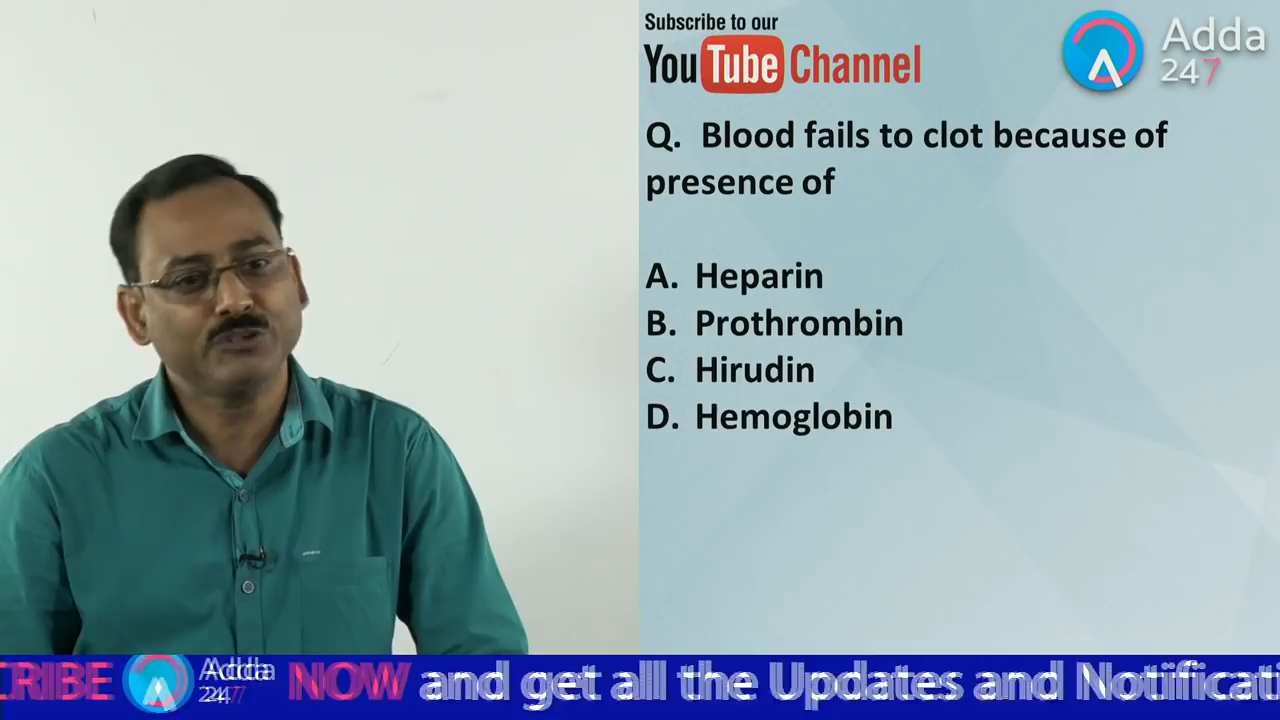 Subscribe to our
YouTube Channel
Adda
247
Q. Blood fails to clot because of
presence of
A. Heparin
B. Prothrombin
C. Hirudin
D. Hemoglobin
RIBE Adda 247 NOW and get all the Updates and Notificati